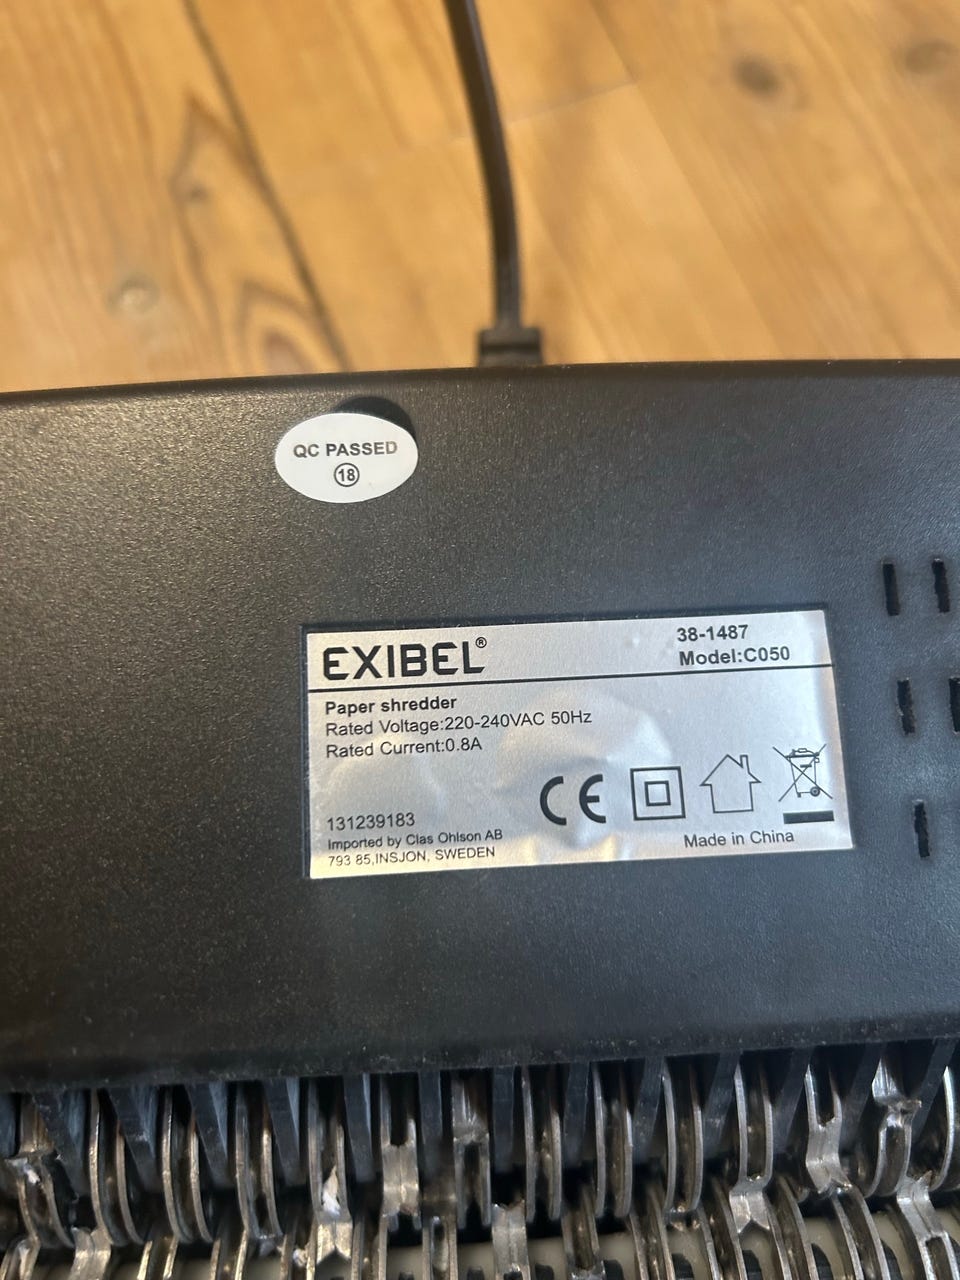 QC PASSED
18
EXIBEL®
38-1487
Model:C050
Paper shredder
Rated Voltage:220-240VAC 50Hz
Rated Current:0.8A
CE
131239183
Imported by Clas Ohlson AB
793 85,INSJON, SWEDEN
Made in China